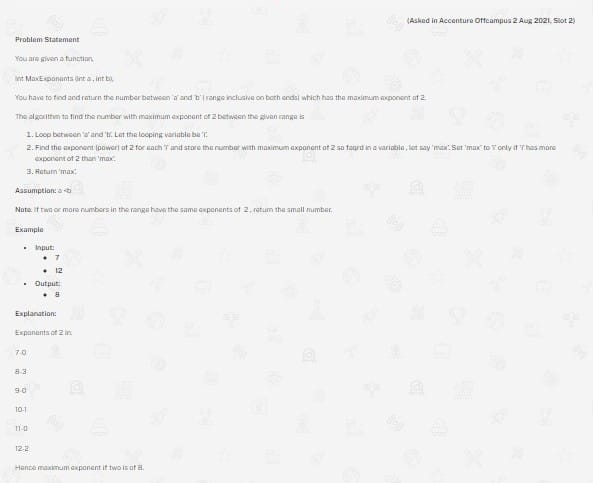 (Asked in Accenture Offcampus 2 Aug 2021, Slot 2)
Problem Statement
You are given a function,
Int MaxExponents (int a , int b);
You have to find and return the number between 'a' and 'b' ( range inclusive on both ends) which has the maximum exponent of 2.
The algorithm to find the number with maximum exponent of 2 between the given range is
1. Loop between 'a' and 'b'. Let the looping variable be 'i'.
2. Find the exponent (power) of 2 for each 'i' and store the number with maximum exponent of 2 so faqrd in a variable , let say 'max'. Set 'max' to 'i' only if 'i' has more
exponent of 2 than 'max'.
3. Return 'max'.
Assumption: a <b
Note: If two or more numbers in the range have the same exponents of 2 , return the small number.
Example
• Input:
• 7
• 12
• Output:
• 8
Explanation:
Exponents of 2 in:
7-0
8-3
9-0
10-1
11-0
12-2
Hence maximum exponent if two is of 8.